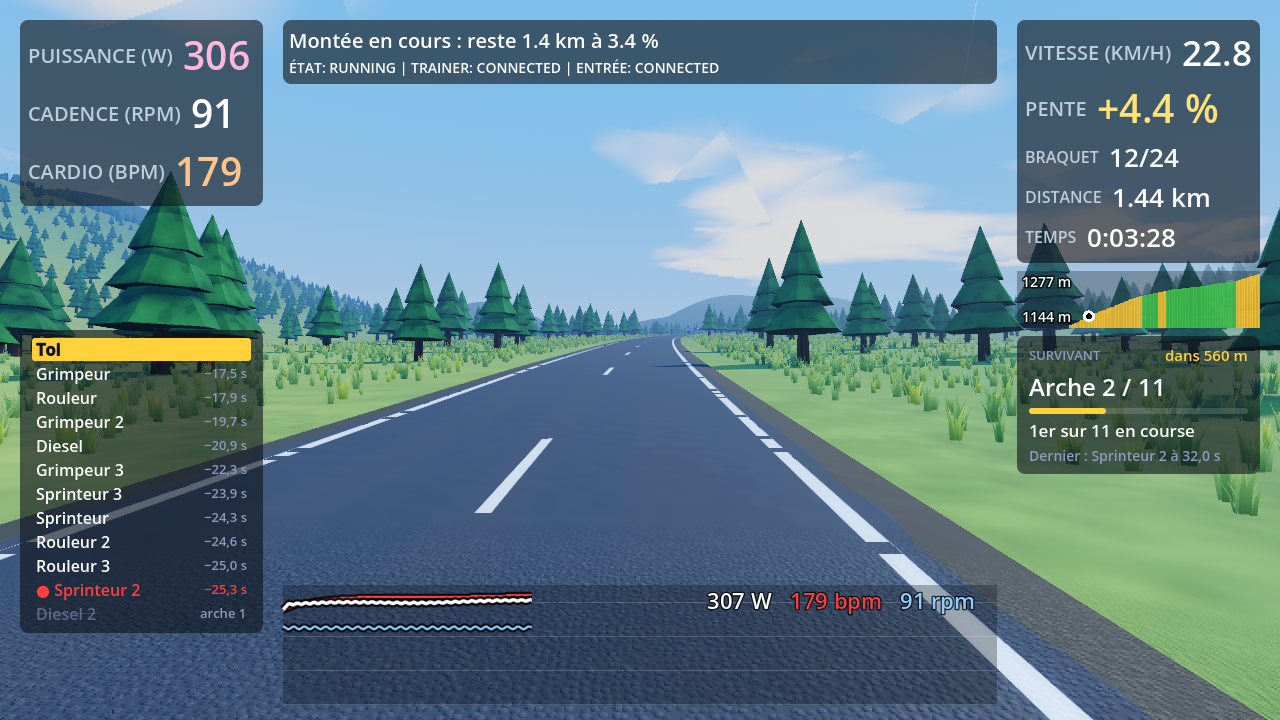 PUISSANCE (W) 306
CADENCE (RPM) 91
CARDIO (BPM) 179
Montée en cours : reste 1.4 km à 3.4 %
ÉTAT: RUNNING | TRAINER: CONNECTED | ENTRÉE: CONNECTED
VITESSE (KM/H) 22.8
PENTE +4.4 %
BRAQUET 12/24
DISTANCE 1.44 km
TEMPS 0:03:28
1277 m
1144 m
SURVIVANT dans 560 m
Arche 2 / 11
1er sur 11 en course
Dernier : Sprinteur 2 à 32,0 s
Toi
Grimpeur −17,5 s
Rouleur −17,9 s
Grimpeur 2 −19,7 s
Diesel −20,9 s
Grimpeur 3 −22,3 s
Sprinteur 3 −23,9 s
Sprinteur −24,3 s
Rouleur 2 −24,6 s
Rouleur 3 −25,0 s
Sprinteur 2 −25,3 s
Diesel 2 arche 1
307 W 179 bpm 91 rpm